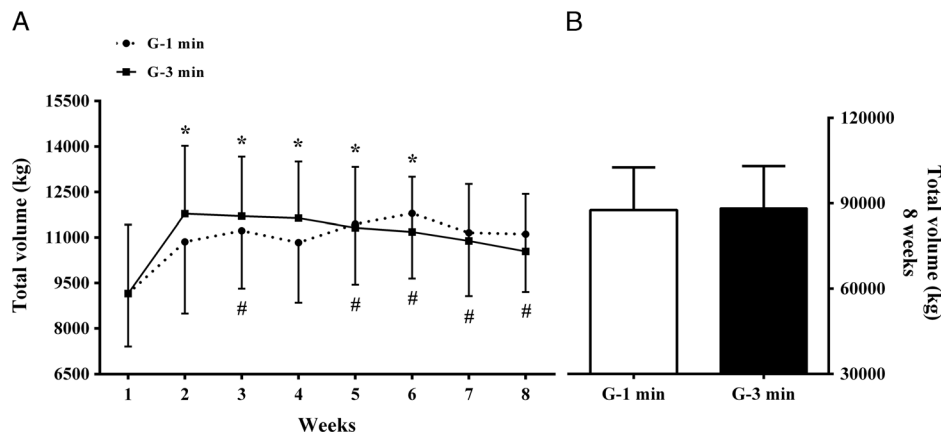 A
G-1 min
G-3 min
Total volume (kg)
15500
14000
12500
11000
9500
8000
6500
* * * * *
# # # # #
1 2 3 4 5 6 7 8
Weeks
B
120000
90000
60000
30000
Total volume (kg)
8 weeks
G-1 min G-3 min